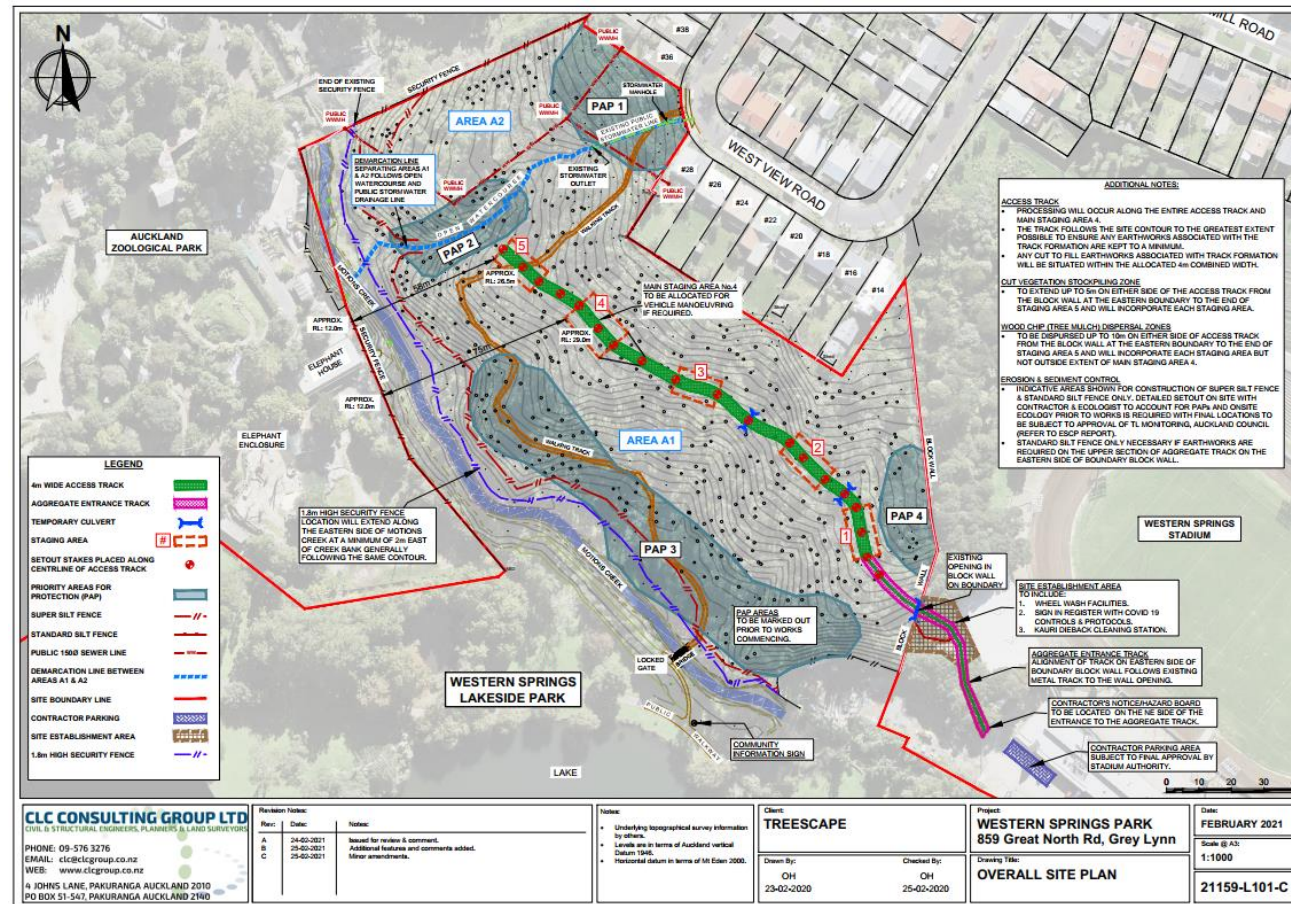 N
END OF EXISTING
SECURITY FENCE
SECURITY FENCE
PUBLIC
WWMH
PUBLIC
WWMH
PUBLIC
WWMH
PUBLIC
WWMH
PUBLIC
WWMH
#38
#36
MILL ROAD
STORMWATER
MANHOLE
PAP 1
AREA A2
EXISTING PUBLIC
STORMWATER LINE
DEMARCATION LINE
SEPARATING AREAS A1
& A2 FOLLOWS OPEN
WATERCOURSE AND
PUBLIC STORMWATER
DRAINAGE LINE
EXISTING
STORMWATER
OUTLET
OPEN WATERCOURSE
WALKING TRACK
WEST VIEW ROAD
#28
#26
#24
#22
#20
#18
#16
#14
AUCKLAND
ZOOLOGICAL PARK
PAP 2
5
APPROX.
RL: 26.5m
58m
MOTIONS CREEK
APPROX.
RL: 12.0m
SECURITY FENCE
ELEPHANT
HOUSE
4
MAIN STAGING AREA No.4
TO BE ALLOCATED FOR
VEHICLE MANOEUVRING
IF REQUIRED.
APPROX.
RL: 29.0m
75m
APPROX.
RL: 12.0m
3
ELEPHANT
ENCLOSURE
WALKING TRACK
AREA A1
2
BLOCK WALL
PAP 4
1
1.8m HIGH SECURITY FENCE
LOCATION WILL EXTEND ALONG
THE EASTERN SIDE OF MOTIONS
CREEK AT A MINIMUM OF 2m EAST
OF CREEK BANK GENERALLY
FOLLOWING THE SAME CONTOUR.
PAP 3
MOTIONS CREEK
EXISTING
OPENING IN
BLOCK WALL
ON BOUNDARY
BLOCK WALL
PAP AREAS
TO BE MARKED OUT
PRIOR TO WORKS
COMMENCING.
LOCKED
GATE
BRIDGE
WESTERN SPRINGS
LAKESIDE PARK
PUBLIC WALKWAY
COMMUNITY
INFORMATION SIGN
LAKE
WESTERN SPRINGS
STADIUM
SITE ESTABLISHMENT AREA
TO INCLUDE:
1. WHEEL WASH FACILITIES.
2. SIGN IN REGISTER WITH COVID 19
CONTROLS & PROTOCOLS.
3. KAURI DIEBACK CLEANING STATION.
AGGREGATE ENTRANCE TRACK
ALIGNMENT OF TRACK ON EASTERN SIDE OF
BOUNDARY BLOCK WALL FOLLOWS EXISTING
METAL TRACK TO THE WALL OPENING.
CONTRACTOR'S NOTICE/HAZARD BOARD
TO BE LOCATED ON THE NE SIDE OF THE
ENTRANCE TO THE AGGREGATE TRACK.
CONTRACTOR PARKING AREA
SUBJECT TO FINAL APPROVAL BY
STADIUM AUTHORITY.
0 10 20 30
ADDITIONAL NOTES:
ACCESS TRACK
• PROCESSING WILL OCCUR ALONG THE ENTIRE ACCESS TRACK AND
MAIN STAGING AREA 4.
• THE TRACK FOLLOWS THE SITE CONTOUR TO THE GREATEST EXTENT
POSSIBLE TO ENSURE ANY EARTHWORKS ASSOCIATED WITH THE
TRACK FORMATION ARE KEPT TO A MINIMUM.
• ANY CUT TO FILL EARTHWORKS ASSOCIATED WITH TRACK FORMATION
WILL BE SITUATED WITHIN THE ALLOCATED 4m COMBINED WIDTH.
CUT VEGETATION STOCKPILING ZONE
• TO EXTEND UP TO 5m ON EITHER SIDE OF THE ACCESS TRACK FROM
THE BLOCK WALL AT THE EASTERN BOUNDARY TO THE END OF
STAGING AREA 5 AND WILL INCORPORATE EACH STAGING AREA.
WOOD CHIP (TREE MULCH) DISPERSAL ZONES
• TO BE DISPURSED UP TO 10m ON EITHER SIDE OF ACCESS TRACK
FROM THE BLOCK WALL AT THE EASTERN BOUNDARY TO THE END OF
STAGING AREA 5 AND WILL INCORPORATE EACH STAGING AREA BUT
NOT OUTSIDE EXTENT OF MAIN STAGING AREA 4.
EROSION & SEDIMENT CONTROL
• INDICATIVE AREAS SHOWN FOR CONSTRUCTION OF SUPER SILT FENCE
& STANDARD SILT FENCE ONLY. DETAILED SETOUT ON SITE WITH
CONTRACTOR & ECOLOGIST TO ACCOUNT FOR PAPs AND ONSITE
ECOLOGY PRIOR TO WORKS IS REQUIRED WITH FINAL LOCATIONS TO
BE SUBJECT TO APPROVAL OF TL MONITORING, AUCKLAND COUNCIL
(REFER TO ESCP REPORT).
• STANDARD SILT FENCE ONLY NECESSARY IF EARTHWORKS ARE
REQUIRED ON THE UPPER SECTION OF AGGREGATE TRACK ON THE
EASTERN SIDE OF BOUNDARY BLOCK WALL.
LEGEND
4m WIDE ACCESS TRACK
AGGREGATE ENTRANCE TRACK
TEMPORARY CULVERT
STAGING AREA #
SETOUT STAKES PLACED ALONG
CENTRLINE OF ACCESS TRACK
PRIORITY AREAS FOR
PROTECTION (PAP)
SUPER SILT FENCE
STANDARD SILT FENCE
PUBLIC 150Ø SEWER LINE
DEMARCATION LINE BETWEEN
AREAS A1 & A2
SITE BOUNDARY LINE
CONTRACTOR PARKING
SITE ESTABLISHMENT AREA
1.8m HIGH SECURITY FENCE
CLC CONSULTING GROUP LTD
CIVIL & STRUCTURAL ENGINEERS, PLANNERS & LAND SURVEYORS
PHONE: 09-576 3276
EMAIL: clc@clcgroup.co.nz
WEB: www.clcgroup.co.nz
4 JOHNS LANE, PAKURANGA AUCKLAND 2010
PO BOX 51-547, PAKURANGA AUCKLAND 2140
Revision Notes:
Rev: Date: Notes:
A 24-02-2021 Issued for review & comment.
B 25-02-2021 Additional features and comments added.
C 25-02-2021 Minor amendments.
Notes:
• Underlying topographical survey information
by others.
• Levels are in terms of Auckland vertical
Datum 1946.
• Horizontal datum in terms of Mt Eden 2000.
Client:
TREESCAPE
Drawn By: Checked By:
OH OH
23-02-2020 25-02-2020
Project:
WESTERN SPRINGS PARK
859 Great North Rd, Grey Lynn
Drawing Title:
OVERALL SITE PLAN
Date:
FEBRUARY 2021
Scale @ A3:
1:1000
21159-L101-C